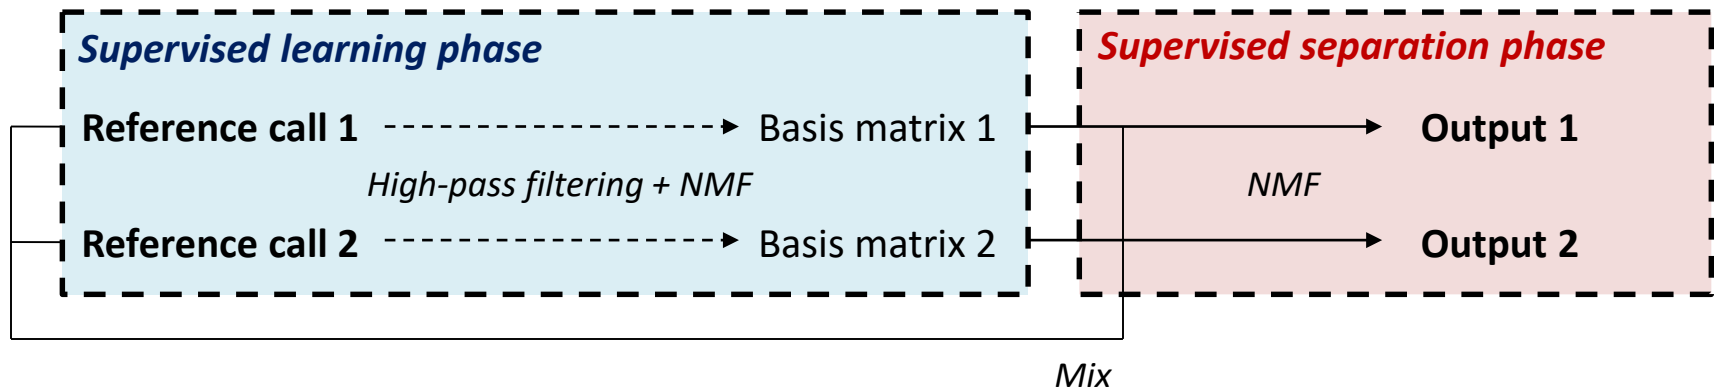 Supervised learning phase
Supervised separation phase
Reference call 1
Basis matrix 1
Output 1
High-pass filtering + NMF
NMF
Reference call 2
Basis matrix 2
Output 2
Mix